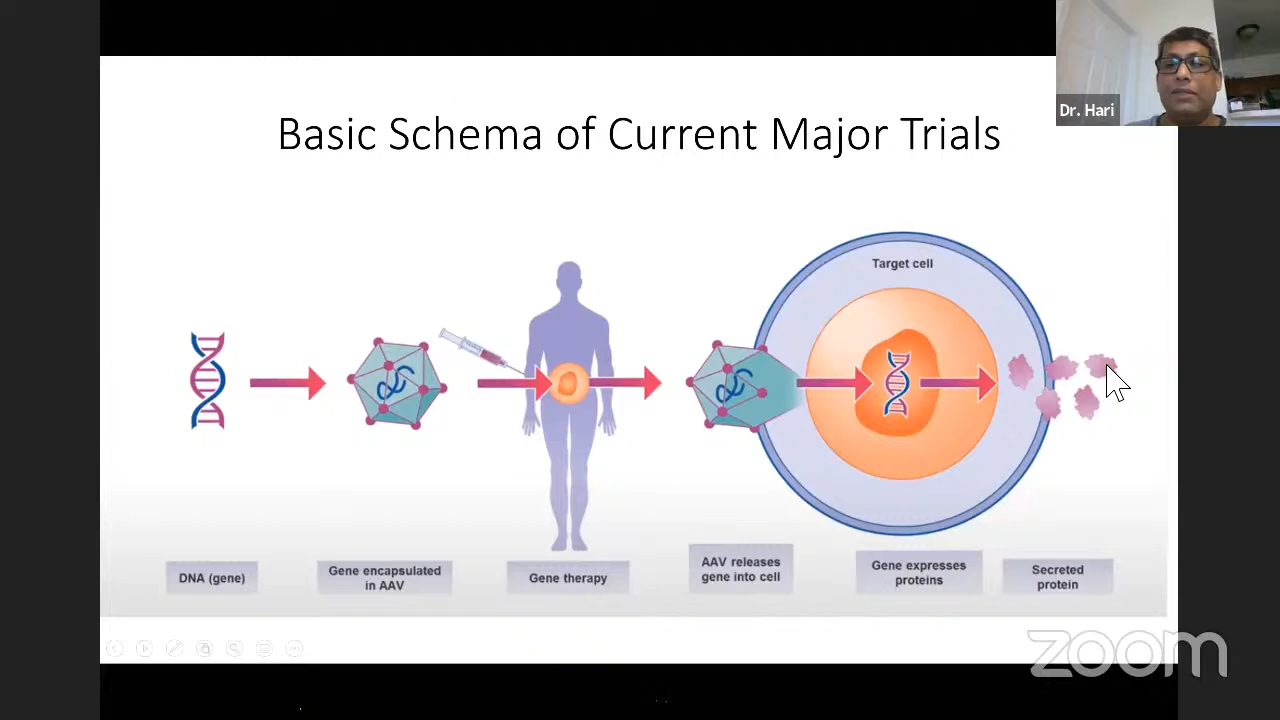 Dr. Hari
Basic Schema of Current Major Trials
Target cell
DNA (gene)
Gene encapsulated
in AAV
Gene therapy
AAV releases
gene into cell
Gene expresses
proteins
Secreted
protein
zoom